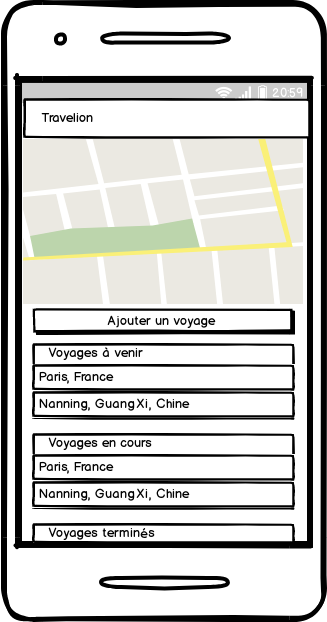 20:59
Travelion
Ajouter un voyage
Voyages à venir
Paris, France
Nanning, GuangXi, Chine
Voyages en cours
Paris, France
Nanning, GuangXi, Chine
Voyages terminés